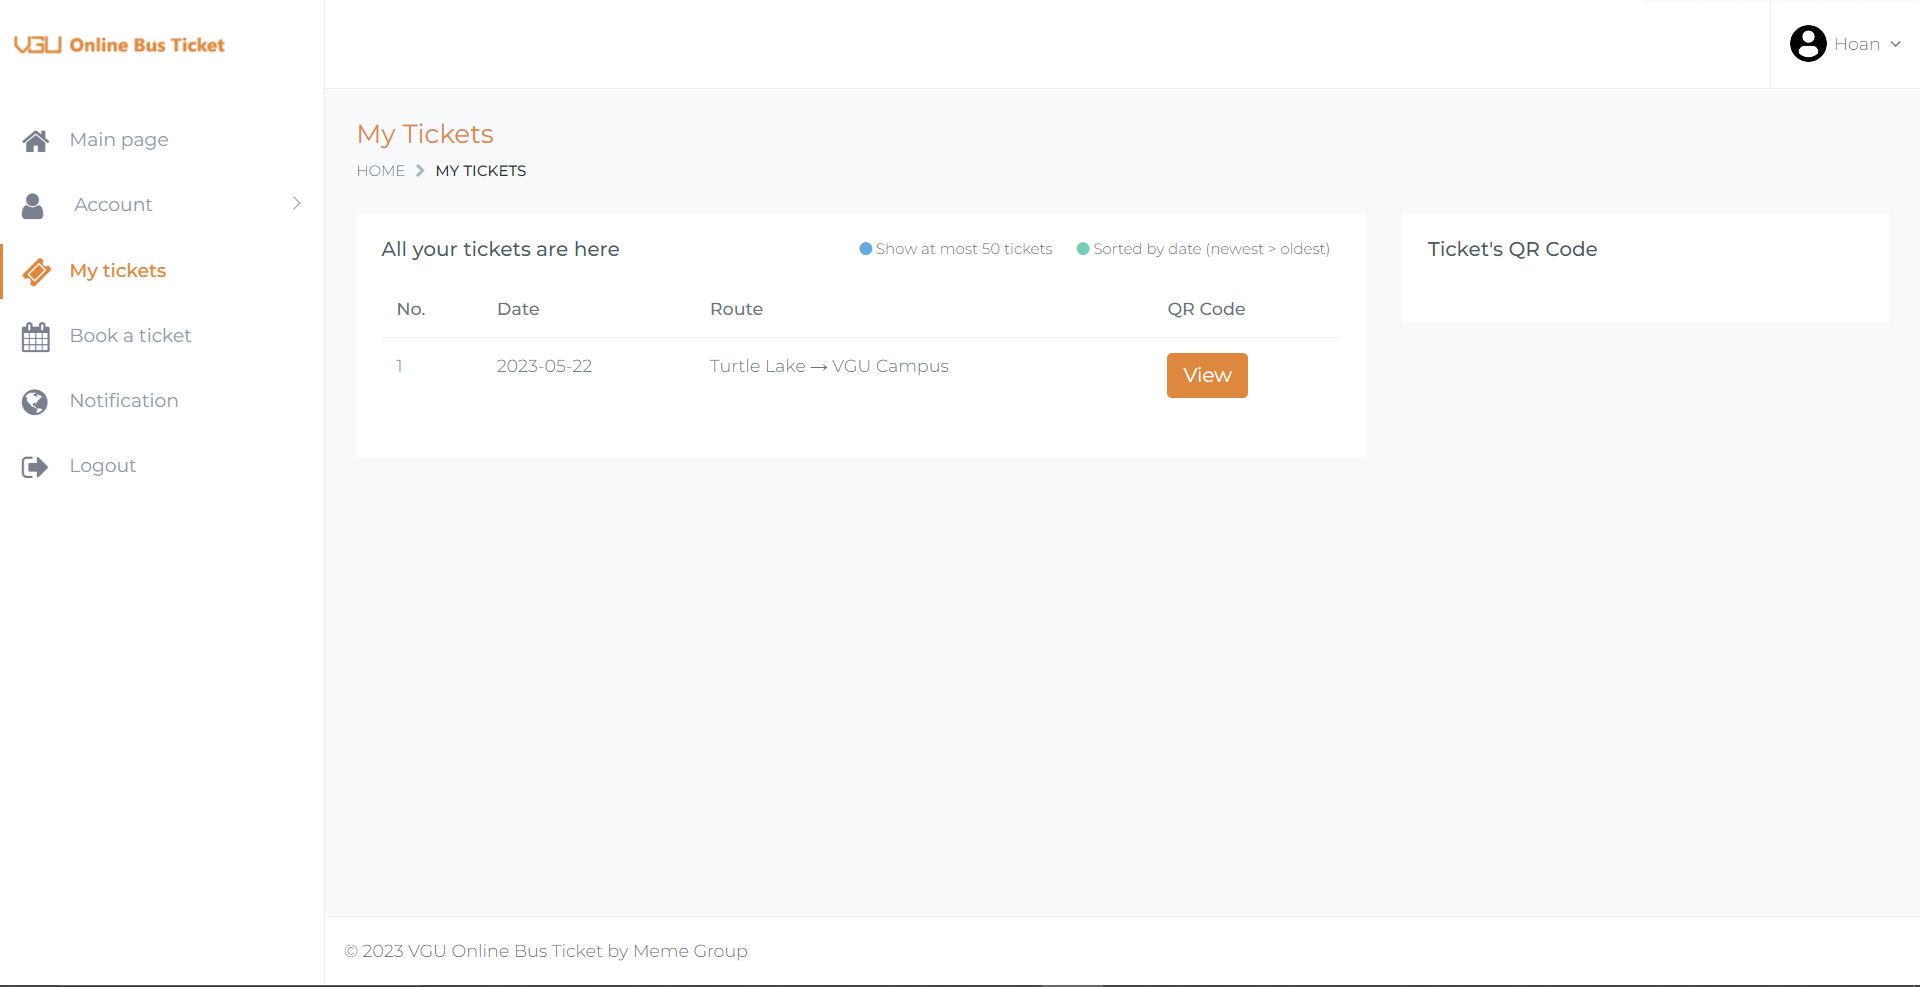 VGU Online Bus Ticket
Hoan
Main page
Account
My tickets
Book a ticket
Notification
Logout
My Tickets
HOME MY TICKETS
All your tickets are here
Show at most 50 tickets Sorted by date (newest > oldest)
No. Date Route QR Code
1 2023-05-22 Turtle Lake → VGU Campus View
Ticket's QR Code
© 2023 VGU Online Bus Ticket by Meme Group